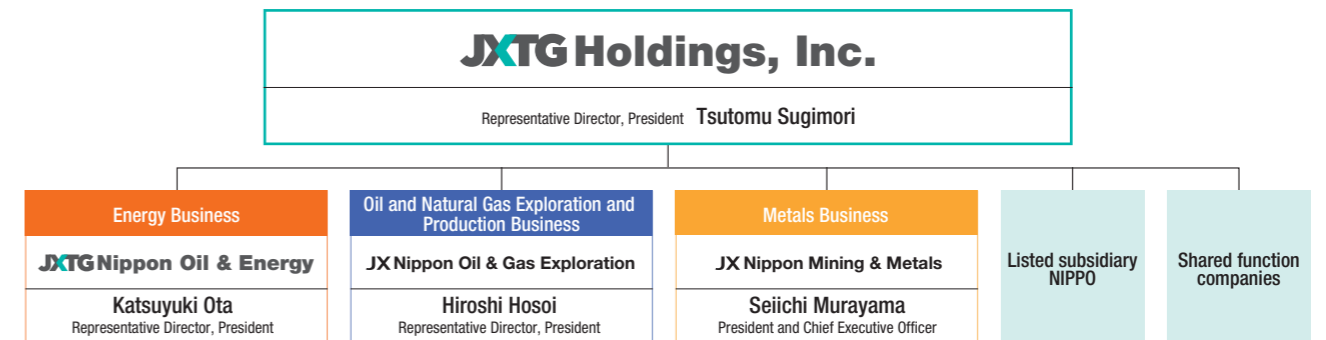 JXTG Holdings, Inc.
Representative Director, President Tsutomu Sugimori
Energy Business
JXTG Nippon Oil & Energy
Katsuyuki Ota
Representative Director, President
Oil and Natural Gas Exploration and
Production Business
JX Nippon Oil & Gas Exploration
Hiroshi Hosoi
Representative Director, President
Metals Business
JX Nippon Mining & Metals
Seiichi Murayama
President and Chief Executive Officer
Listed subsidiary
NIPPO
Shared function
companies